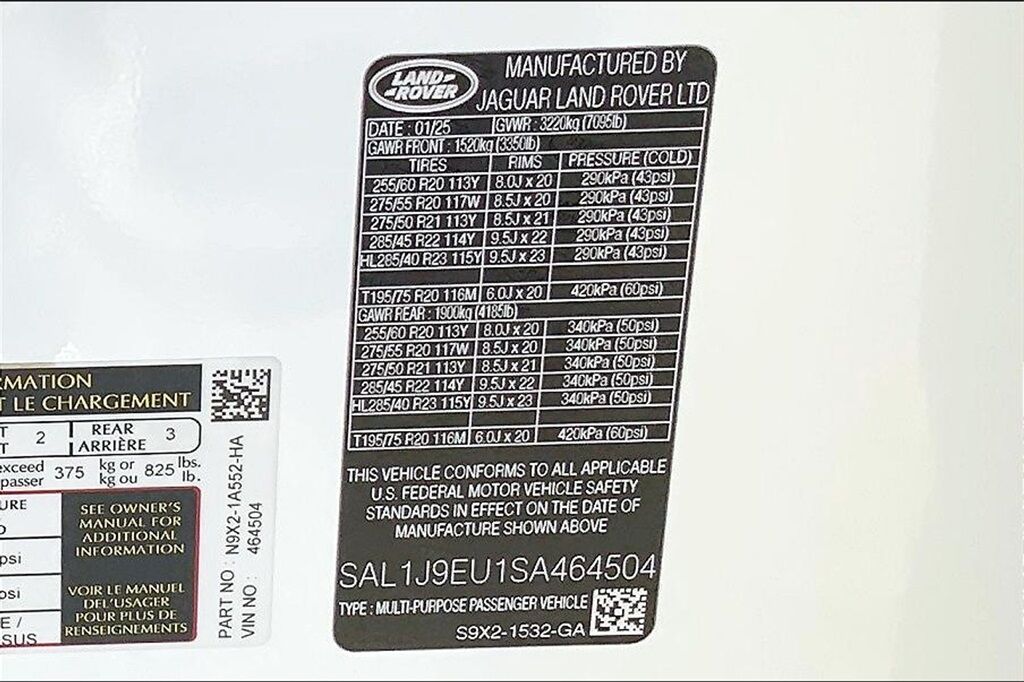 LAND-
-ROVER
MANUFACTURED BY
JAGUAR LAND ROVER LTD
DATE : 01/25 GVWR : 3220kg (7095lb)
GAWR FRONT : 1520kg (3350lb)
TIRES RIMS PRESSURE (COLD)
255/60 R20 113Y 8.0J x 20 290kPa (43psi)
275/55 R20 117W 8.5J x 20 290kPa (43psi)
275/50 R21 113Y 8.5J x 21 290kPa (43psi)
285/45 R22 114Y 9.5J x 22 290kPa (43psi)
HL285/40 R23 115Y 9.5J x 23 290kPa (43psi)
T195/75 R20 116M 6.0J x 20 420kPa (60psi)
GAWR REAR : 1900kg (4185lb)
255/60 R20 113Y 8.0J x 20 340kPa (50psi)
275/55 R20 117W 8.5J x 20 340kPa (50psi)
275/50 R21 113Y 8.5J x 21 340kPa (50psi)
285/45 R22 114Y 9.5J x 22 340kPa (50psi)
HL285/40 R23 115Y 9.5J x 23 340kPa (50psi)
T195/75 R20 116M 6.0J x 20 420kPa (60psi)
THIS VEHICLE CONFORMS TO ALL APPLICABLE
U.S. FEDERAL MOTOR VEHICLE SAFETY
STANDARDS IN EFFECT ON THE DATE OF
MANUFACTURE SHOWN ABOVE
SAL1J9EU1SA464504
TYPE : MULTI-PURPOSE PASSENGER VEHICLE
S9X2-1532-GA
RMATION
T LE CHARGEMENT
T 2 REAR 3
T ARRIÈRE
exceed 375 kg or 825 lbs.
passer kg ou lb.
URE
psi
psi
E /
SUS
SEE OWNER'S
MANUAL FOR
ADDITIONAL
INFORMATION
VOIR LE MANUEL
DEL'USAGER
POUR PLUS DE
RENSEIGNEMENTS
PART NO : N9X2-1A552-HA
VIN NO : 464504